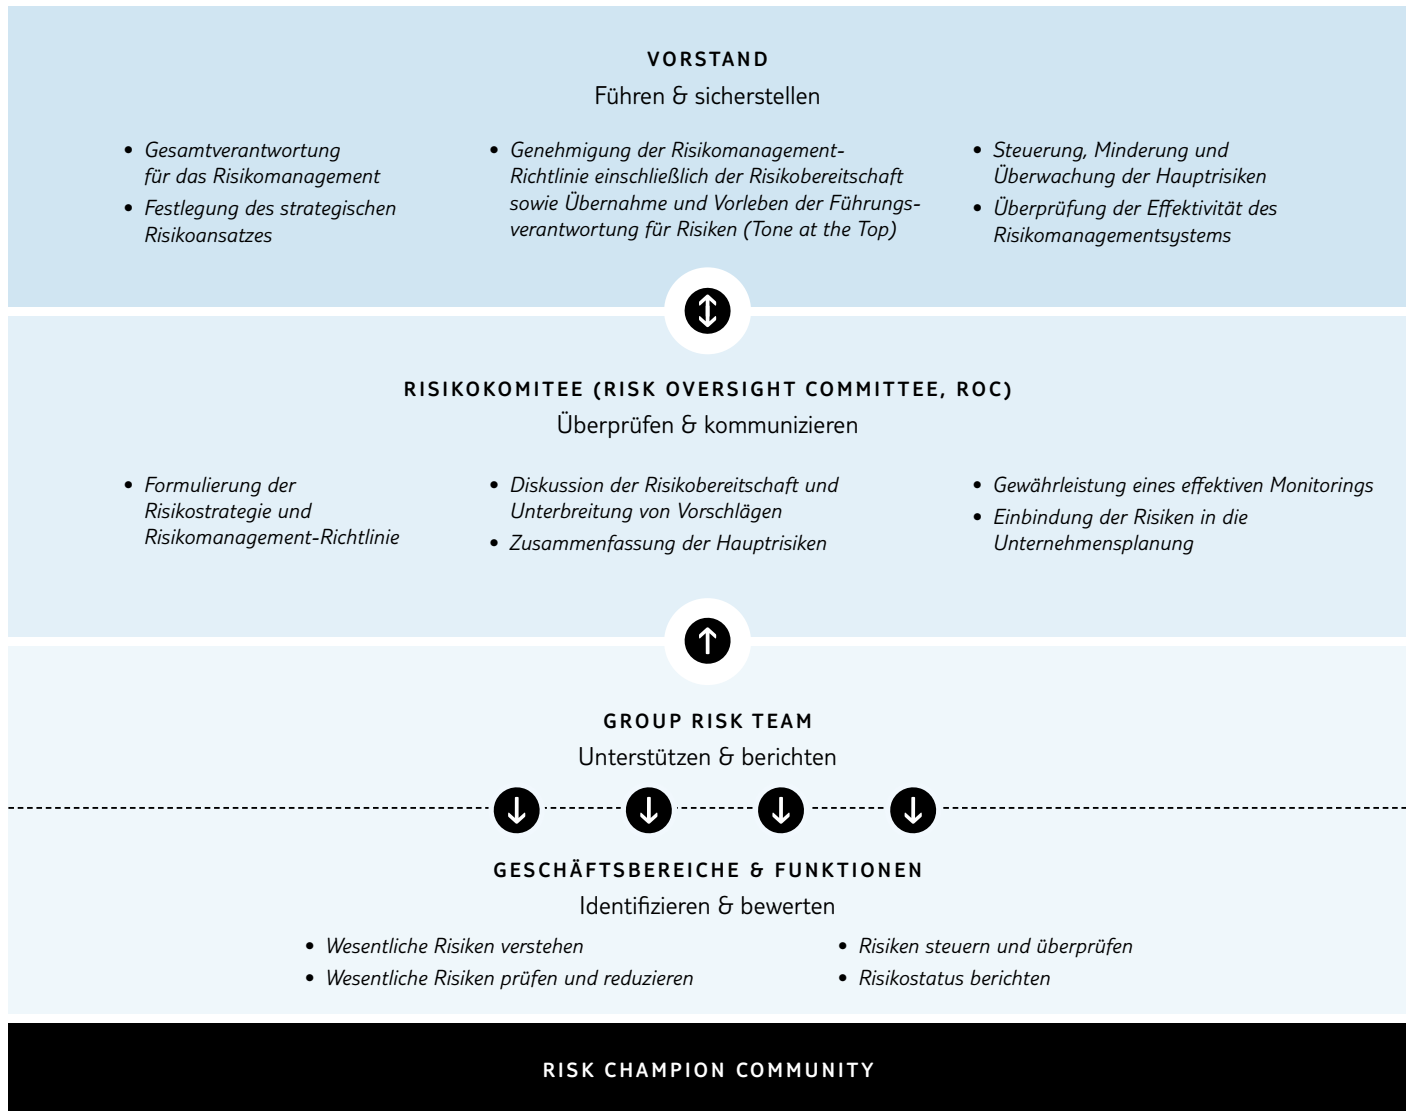 VORSTAND
Führen & sicherstellen
• Gesamtverantwortung
für das Risikomanagement
• Festlegung des strategischen
Risikoansatzes
• Genehmigung der Risikomanagement-
Richtlinie einschließlich der Risikobereitschaft
sowie Übernahme und Vorleben der Führungs-
verantwortung für Risiken (Tone at the Top)
• Steuerung, Minderung und
Überwachung der Hauptrisiken
• Überprüfung der Effektivität des
Risikomanagementsystems
RISIKOKOMITEE (RISK OVERSIGHT COMMITTEE, ROC)
Überprüfen & kommunizieren
• Formulierung der
Risikostrategie und
Risikomanagement-Richtlinie
• Diskussion der Risikobereitschaft und
Unterbreitung von Vorschlägen
• Zusammenfassung der Hauptrisiken
• Gewährleistung eines effektiven Monitorings
• Einbindung der Risiken in die
Unternehmensplanung
GROUP RISK TEAM
Unterstützen & berichten
GESCHÄFTSBEREICHE & FUNKTIONEN
Identifizieren & bewerten
• Wesentliche Risiken verstehen
• Wesentliche Risiken prüfen und reduzieren
• Risiken steuern und überprüfen
• Risikostatus berichten
RISK CHAMPION COMMUNITY